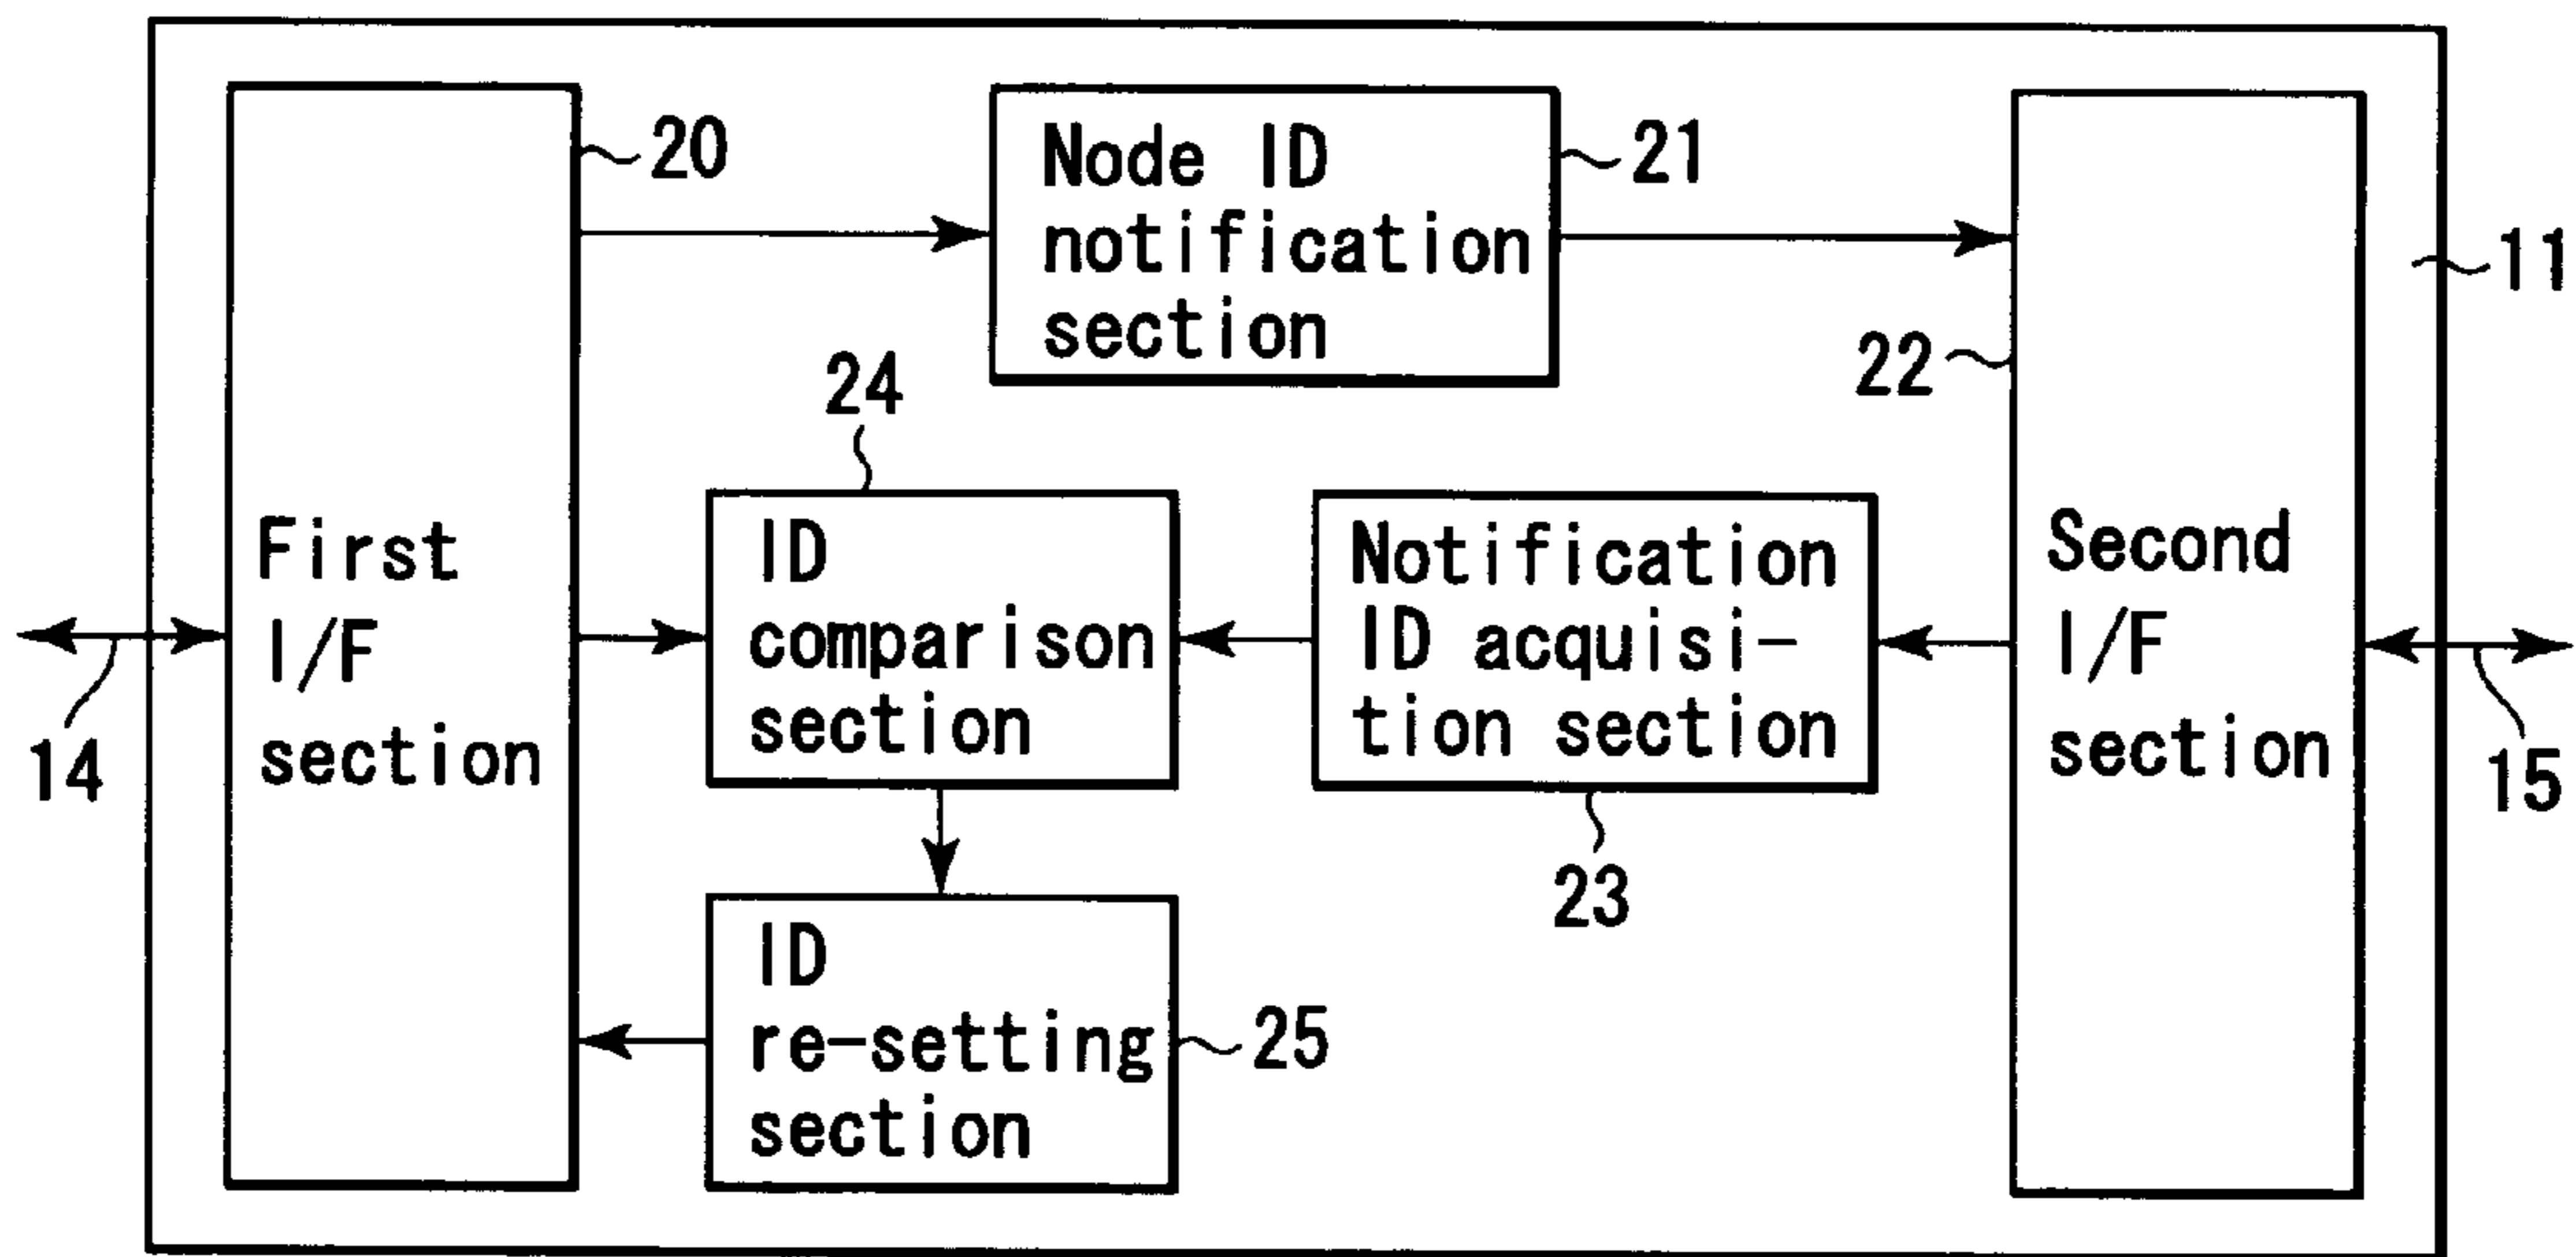 20
Node ID
notification
section
21
11
22
24
First
I/F
section
ID
comparison
section
Notification
ID acquisi-
tion section
Second
I/F
section
14
15
23
ID
re-setting
section
25